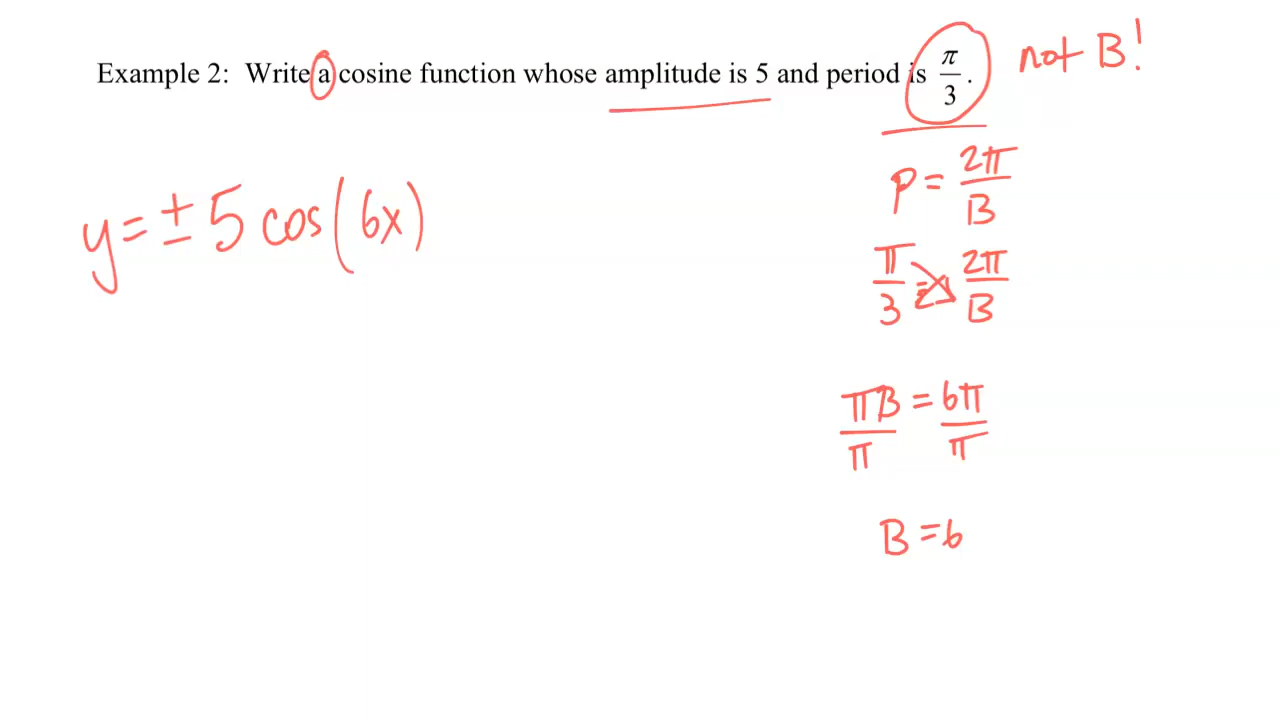 Example 2: Write a cosine function whose amplitude is 5 and period is π/3.
not B!
P = 2π/B
y = ± 5 cos(6x)
π/3 = 2π/B
πB/π = 6π/π
B = 6